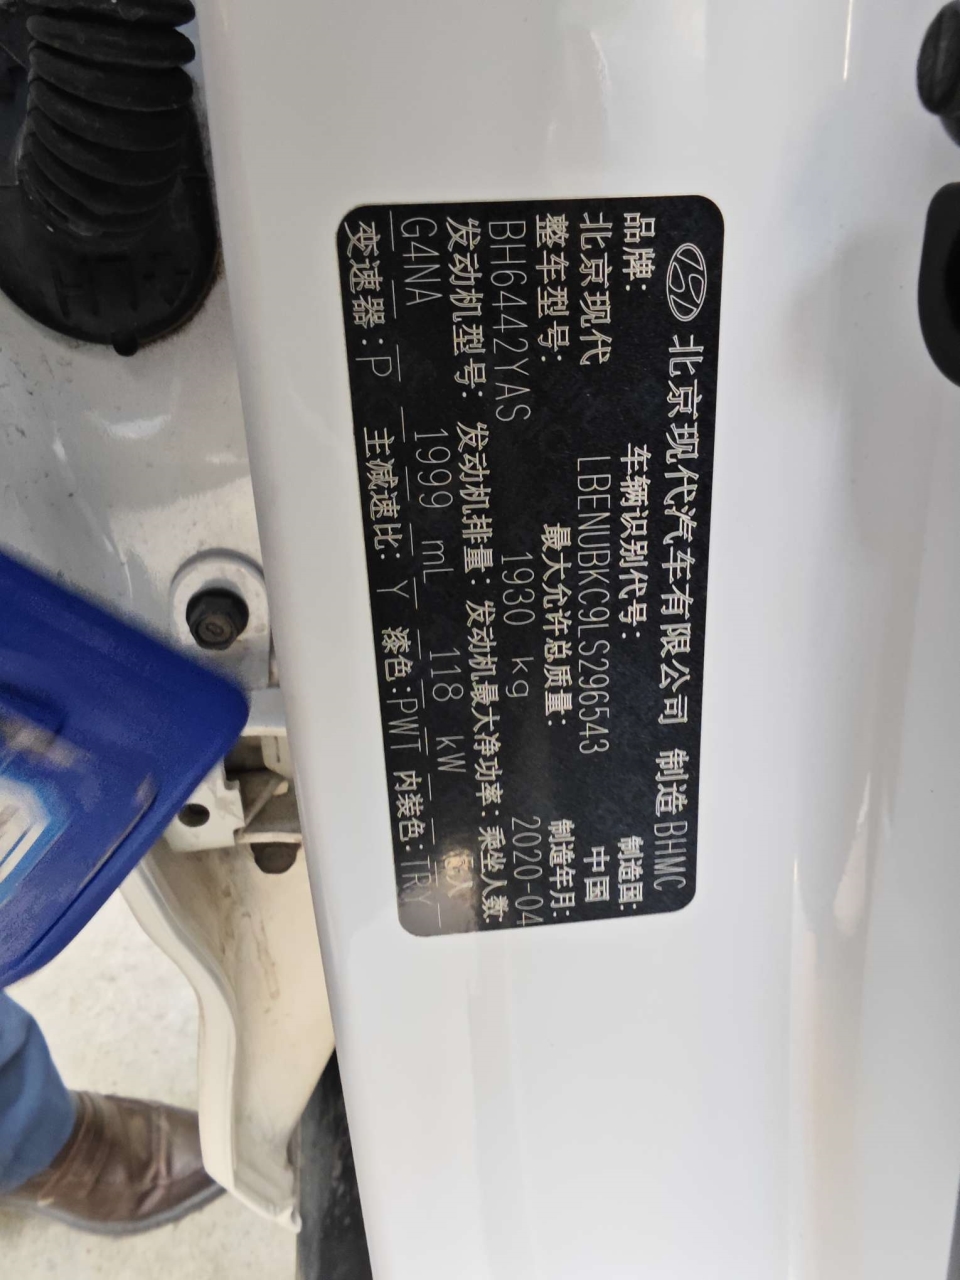 北京现代汽车有限公司 制造 BHMC
品牌: 车辆识别代号: 制造国:
北京现代 LBENUBKC9LS296543 中国
整车型号: 最大允许总质量: 制造年月:
BH6442YAS 1930 kg 2020-04
发动机型号: 发动机排量: 发动机最大净功率: 乘坐人数:
G4NA 1999 mL 118 kW 5人
变速器: P 主减速比: Y 漆色: PWT 内装色: TRY